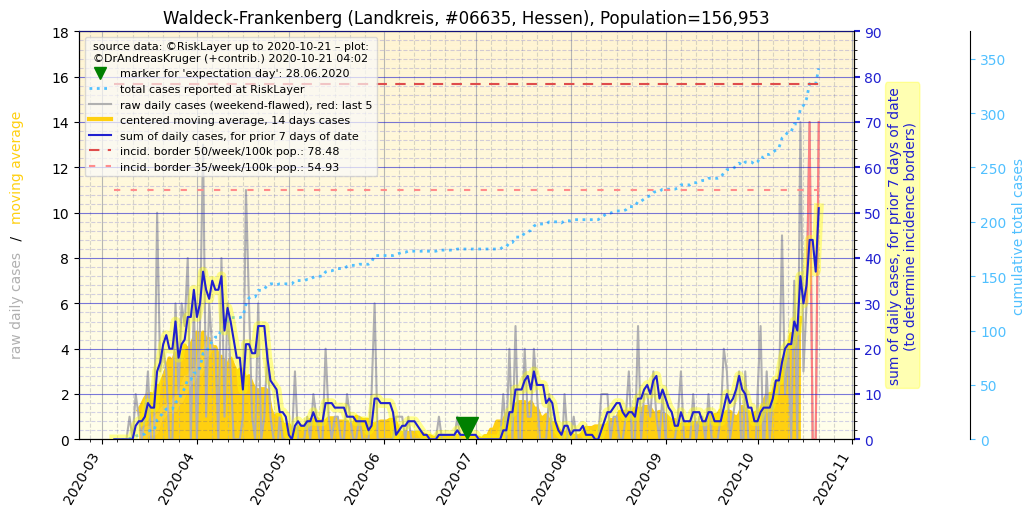 Waldeck-Frankenberg (Landkreis, #06635, Hessen), Population=156,953
source data: ©RiskLayer up to 2020-10-21 – plot:
©DrAndreasKruger (+contrib.) 2020-10-21 04:02
marker for 'expectation day': 28.06.2020
total cases reported at RiskLayer
raw daily cases (weekend-flawed), red: last 5
centered moving average, 14 days cases
sum of daily cases, for prior 7 days of date
incid. border 50/week/100k pop.: 78.48
incid. border 35/week/100k pop.: 54.93
raw daily cases / moving average
18
16
14
12
10
8
6
4
2
0
2020-03
2020-04
2020-05
2020-06
2020-07
2020-08
2020-09
2020-10
2020-11
90
80
70
60
50
40
30
20
10
0
sum of daily cases, for prior 7 days of date
(to determine incidence borders)
350
300
250
200
150
100
50
0
cumulative total cases